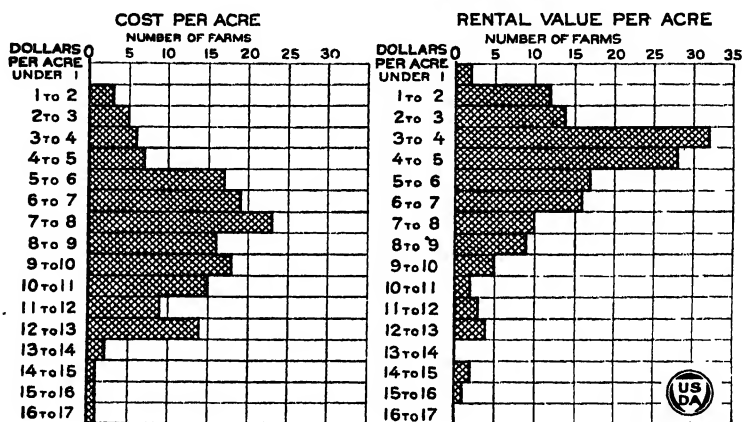 COST PER ACRE
NUMBER OF FARMS
DOLLARS 0 5 10 15 20 25 30
PER ACRE
UNDER 1
1 TO 2
2 TO 3
3 TO 4
4 TO 5
5 TO 6
6 TO 7
7 TO 8
8 TO 9
9 TO 10
10 TO 11
11 TO 12
12 TO 13
13 TO 14
14 TO 15
15 TO 16
16 TO 17
RENTAL VALUE PER ACRE
NUMBER OF FARMS
DOLLARS 0 5 10 15 20 25 30 35
PER ACRE
UNDER 1
1 TO 2
2 TO 3
3 TO 4
4 TO 5
5 TO 6
6 TO 7
7 TO 8
8 TO 9
9 TO 10
10 TO 11
11 TO 12
12 TO 13
13 TO 14
14 TO 15
15 TO 16
16 TO 17
US
DA